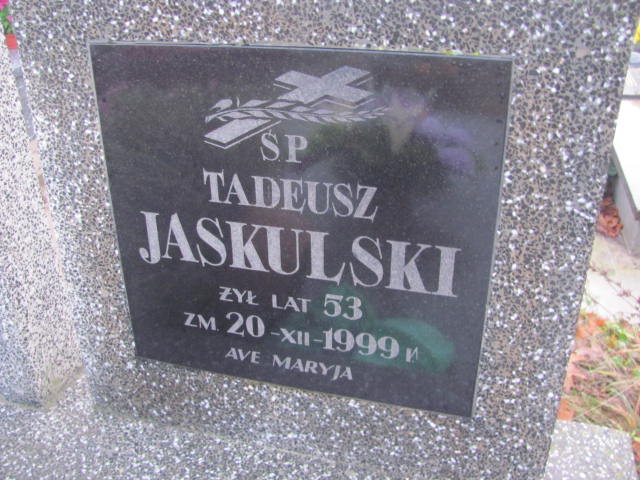 ŚP
TADEUSZ
JASKULSKI
ŻYŁ LAT 53
ZM. 20-XII-1999 r.
AVE MARYJA